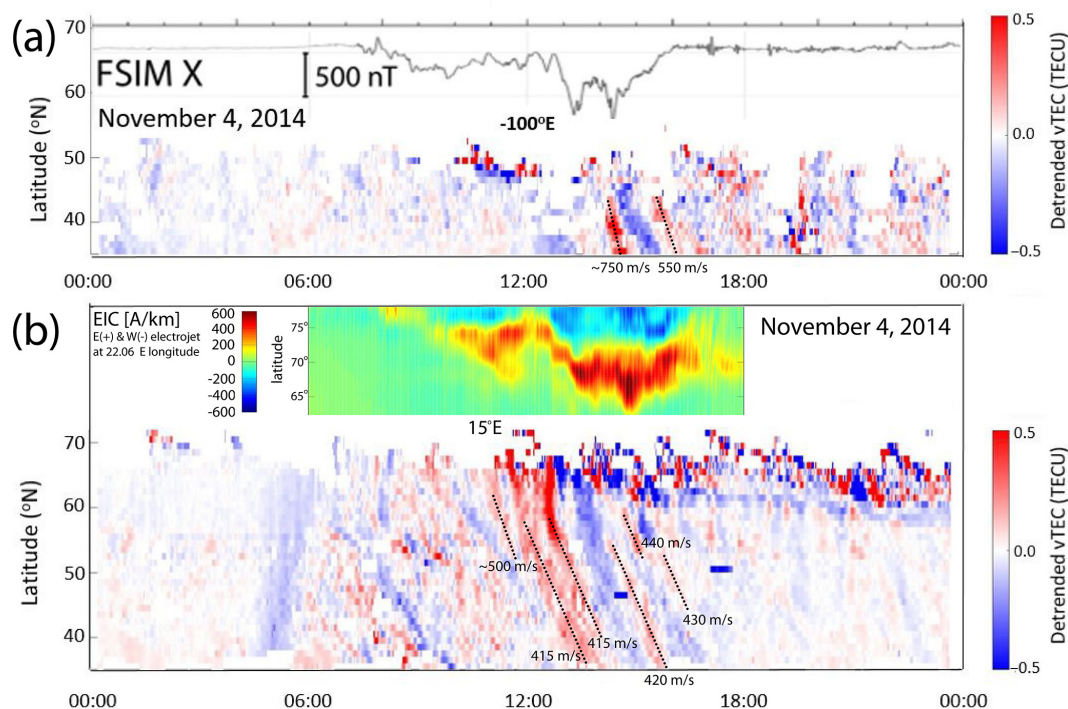 (a)
70
60
50
40
Latitude (ºN)
FSIM X
500 nT
November 4, 2014
-100ºE
~750 m/s 550 m/s
00:00 06:00 12:00 18:00 00:00
0.5
0.0
−0.5
Detrended vTEC (TECU)
(b)
EIC [A/km]
E(+) & W(-) electrojet
at 22.06 E longitude
600
400
200
0
-200
-400
-600
latitude
75°
70°
65°
November 4, 2014
15°E
70
60
50
40
Latitude (ºN)
~500 m/s
440 m/s
430 m/s
415 m/s
415 m/s
420 m/s
00:00 06:00 12:00 18:00 00:00
0.5
0.0
−0.5
Detrended vTEC (TECU)